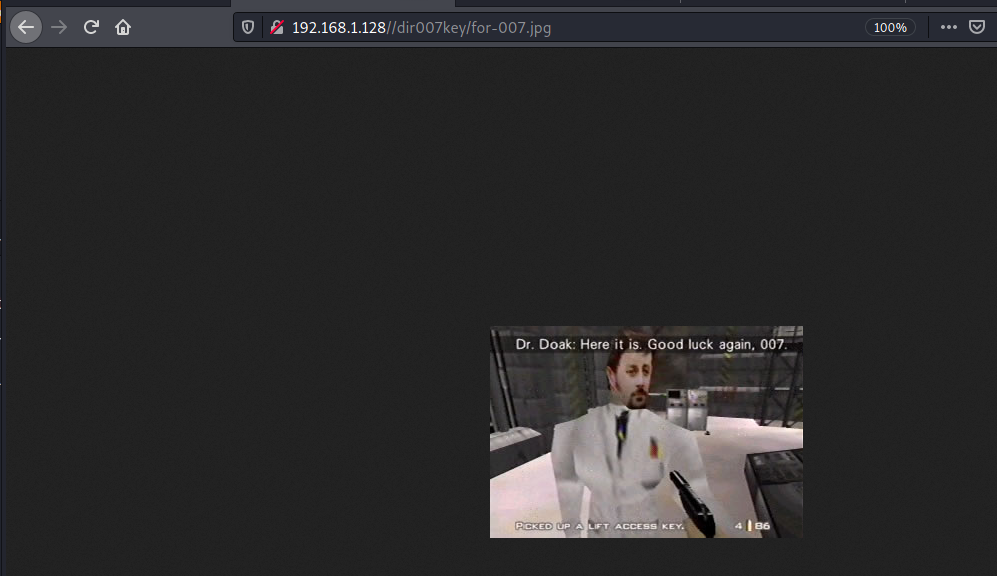 192.168.1.128//dir007key/for-007.jpg
100%
Dr. Doak: Here it is. Good luck again, 007.
PICKED UP A LIFT ACCESS KEY.
4 86